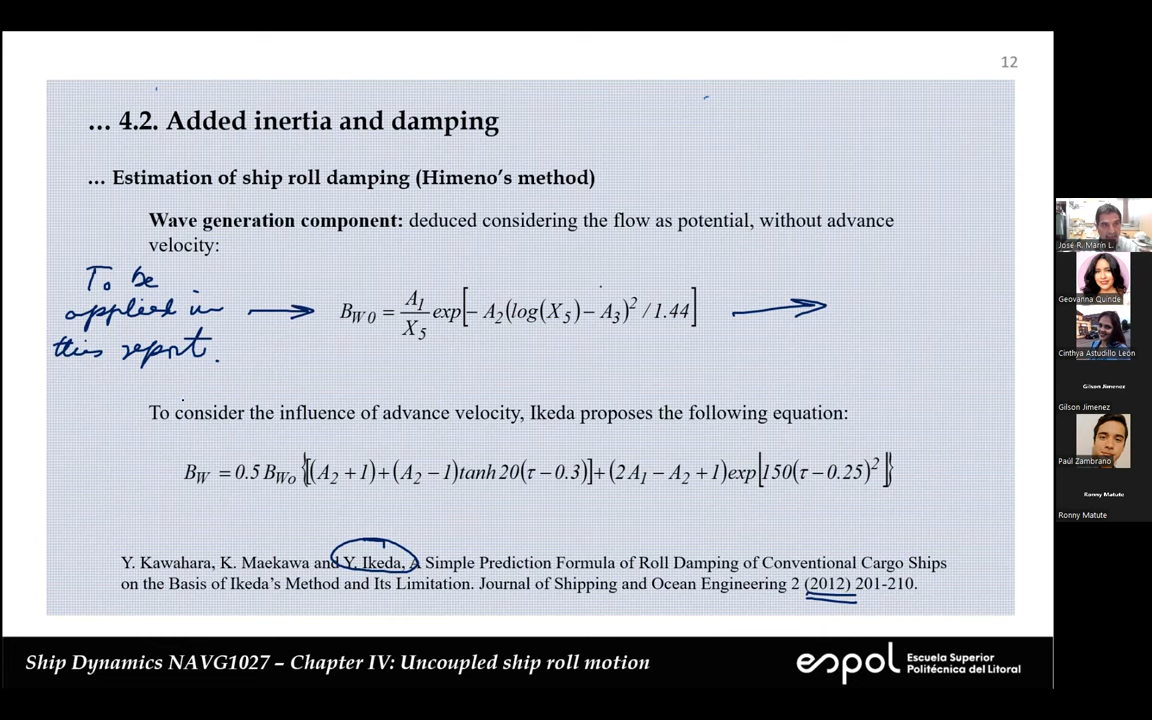 12
... 4.2. Added inertia and damping
... Estimation of ship roll damping (Himeno's method)
Wave generation component: deduced considering the flow as potential, without advance
velocity:
To be
applied in
this report.
B_W0 = A_1/X_5 exp[− A_2(log(X_5) − A_3)^2 / 1.44]
To consider the influence of advance velocity, Ikeda proposes the following equation:
B_W = 0.5 B_Wo {[(A_2 + 1) + (A_2 − 1)tanh 20(τ − 0.3)] + (2A_1 − A_2 + 1)exp[150(τ − 0.25)^2]}
Y. Kawahara, K. Maekawa and Y. Ikeda, A Simple Prediction Formula of Roll Damping of Conventional Cargo Ships
on the Basis of Ikeda's Method and Its Limitation. Journal of Shipping and Ocean Engineering 2 (2012) 201-210.
Ship Dynamics NAVG1027 – Chapter IV: Uncoupled ship roll motion
espol
Escuela Superior
Politécnica del Litoral
José R. Marín L.
Geovanna Quinde
Cinthya Astudillo León
Gilson Jimenez
Gilson Jimenez
Paúl Zambrano
Ronny Matute
Ronny Matute